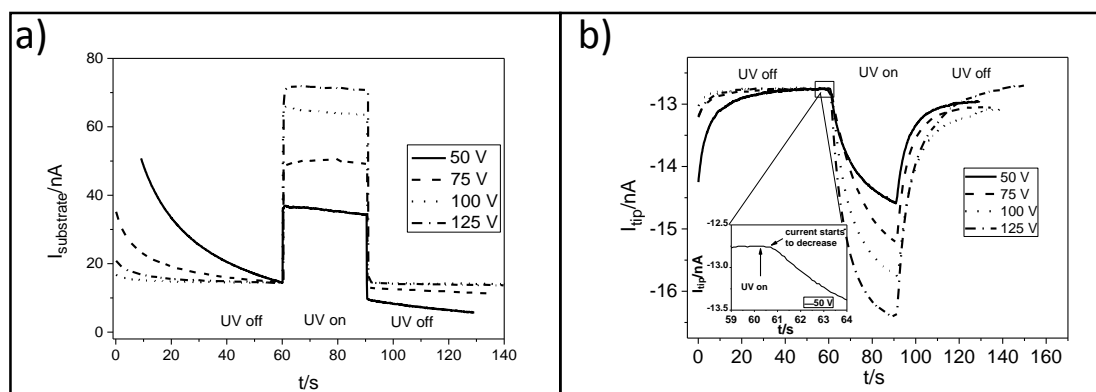 a)
80
60
40
20
0
I substrate/nA
UV off
UV on
UV off
50 V
75 V
100 V
125 V
0 20 40 60 80 100 120 140
t/s
b)
UV off
UV on
UV off
-13
-14
-15
-16
I tip/nA
50 V
75 V
100 V
125 V
-12.5
-13.0
-13.5
I tip/nA
current starts
to decrease
UV on
50 V
59 60 61 62 63 64
t/s
0 20 40 60 80 100 120 140 160
t/s